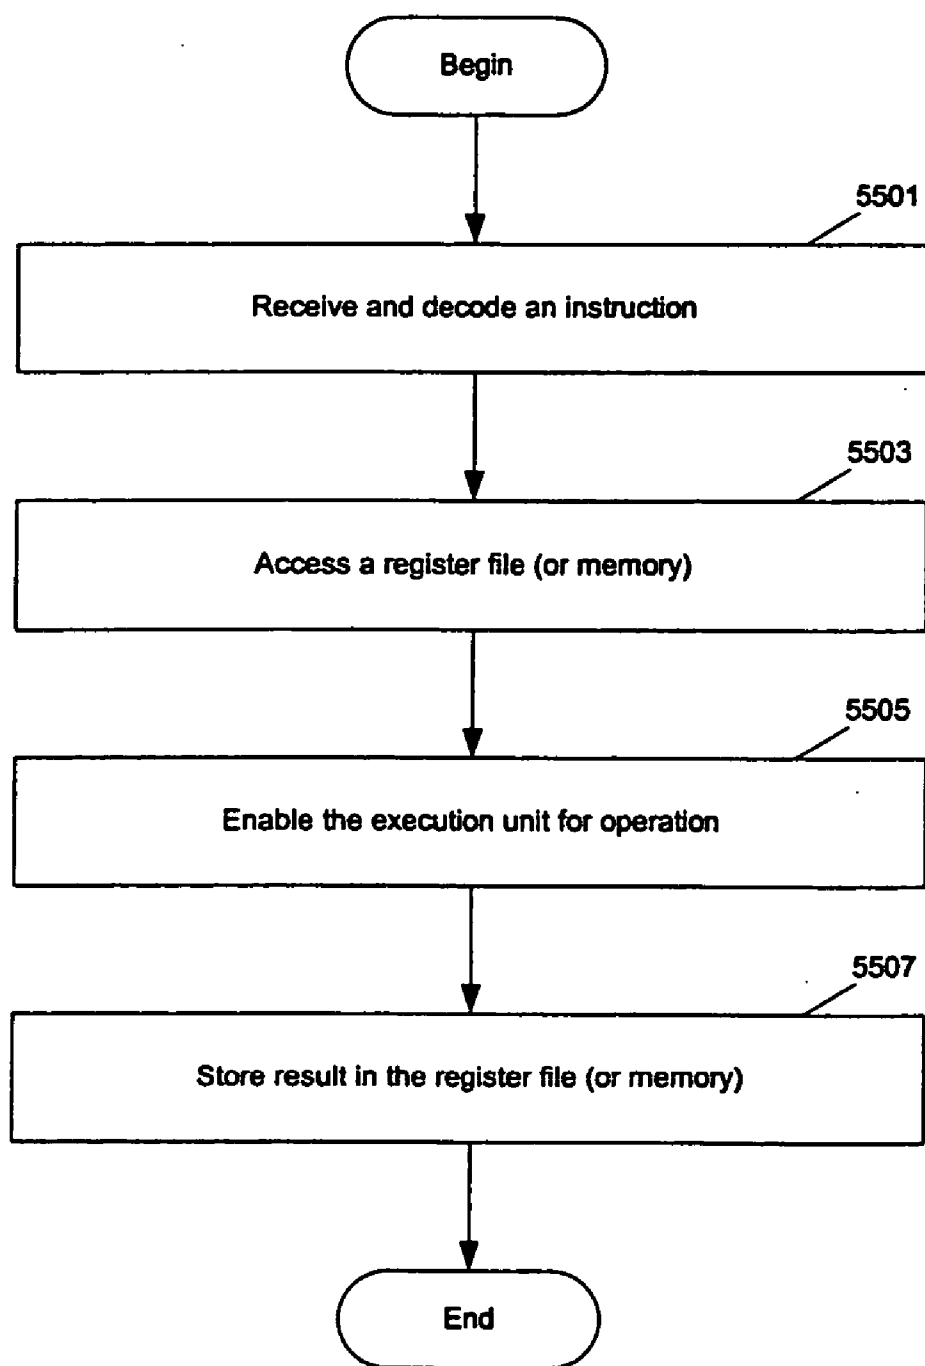 Begin
5501
Receive and decode an instruction
5503
Access a register file (or memory)
5505
Enable the execution unit for operation
5507
Store result in the register file (or memory)
End